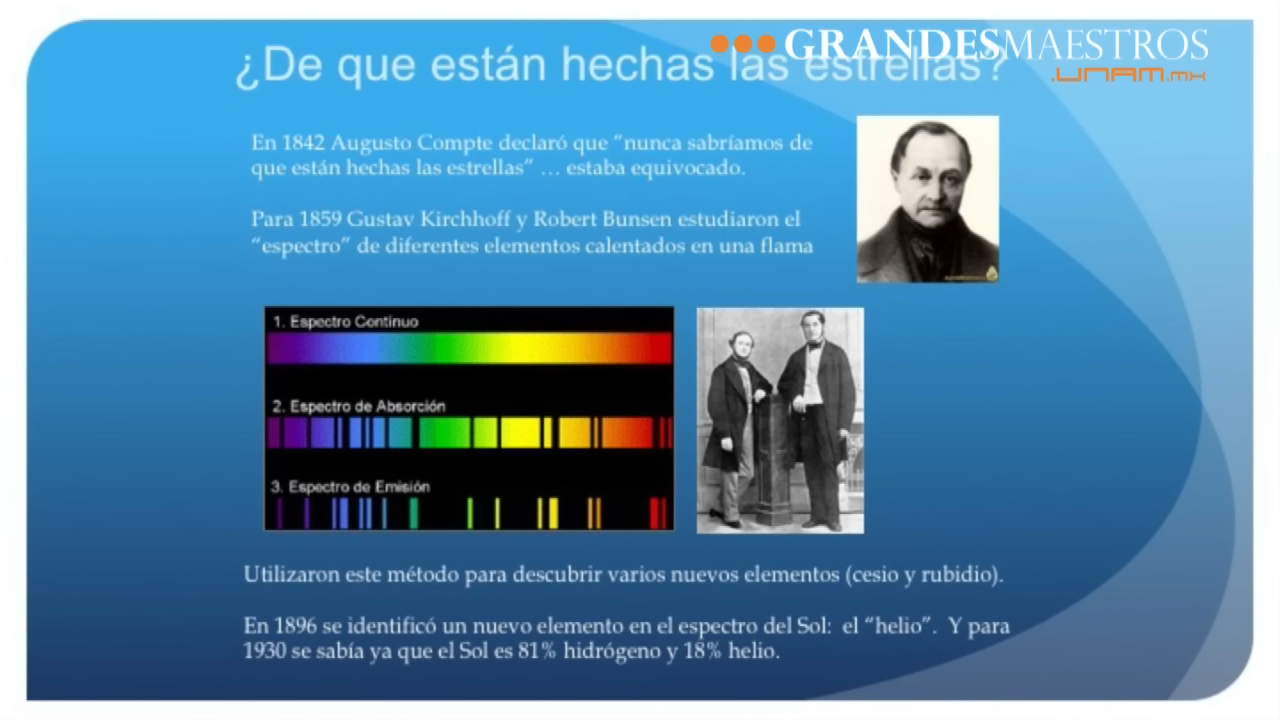 GRANDESMAESTROS
.UNAM.mx
¿De que están hechas las estrellas?
En 1842 Augusto Compte declaró que “nunca sabríamos de
que están hechas las estrellas” … estaba equivocado.
Para 1859 Gustav Kirchhoff y Robert Bunsen estudiaron el
“espectro” de diferentes elementos calentados en una flama
1. Espectro Contínuo
2. Espectro de Absorción
3. Espectro de Emisión
Utilizaron este método para descubrir varios nuevos elementos (cesio y rubidio).
En 1896 se identificó un nuevo elemento en el espectro del Sol: el “helio”. Y para
1930 se sabía ya que el Sol es 81% hidrógeno y 18% helio.